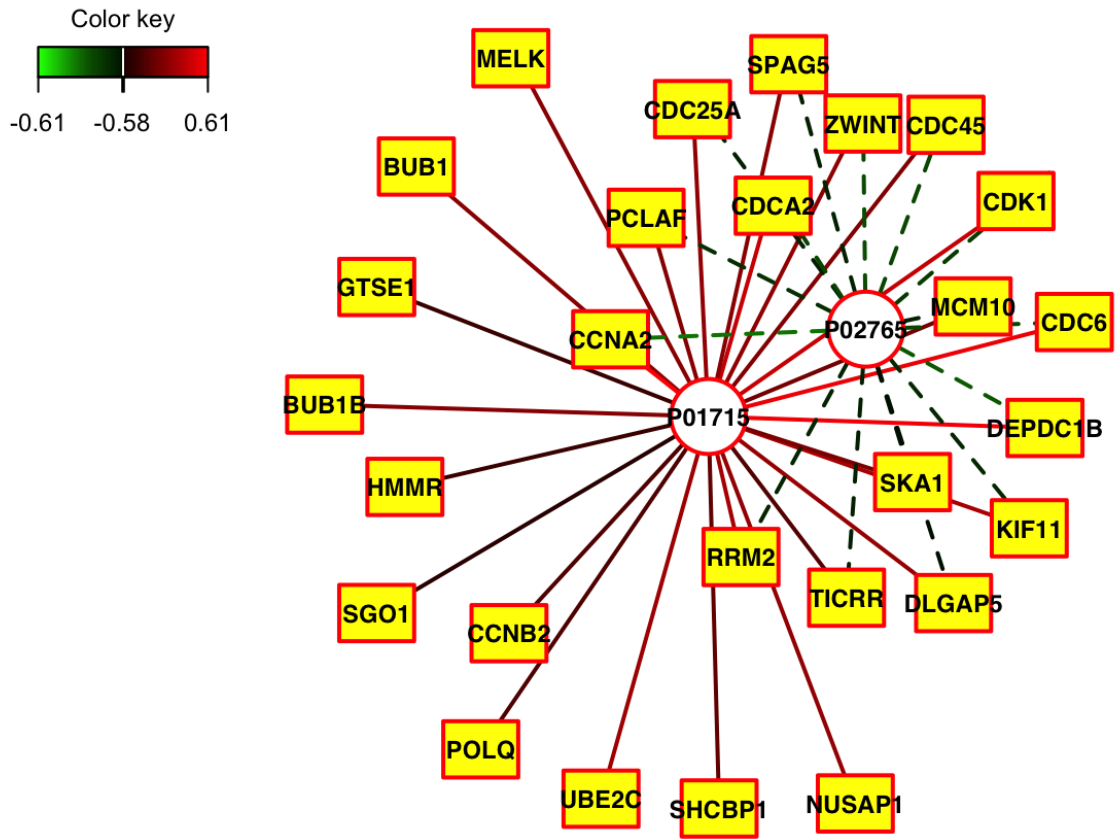 Color key
-0.61 -0.58 0.61
MELK
SPAG5
CDC25A
ZWINT
CDC45
BUB1
CDK1
PCLAF
CDCA2
GTSE1
MCM10
CDC6
CCNA2
P02765
BUB1B
P01715
DEPDC1B
HMMR
SKA1
KIF11
RRM2
SGO1
CCNB2
TICRR
DLGAP5
POLQ
UBE2C
SHCBP1
NUSAP1